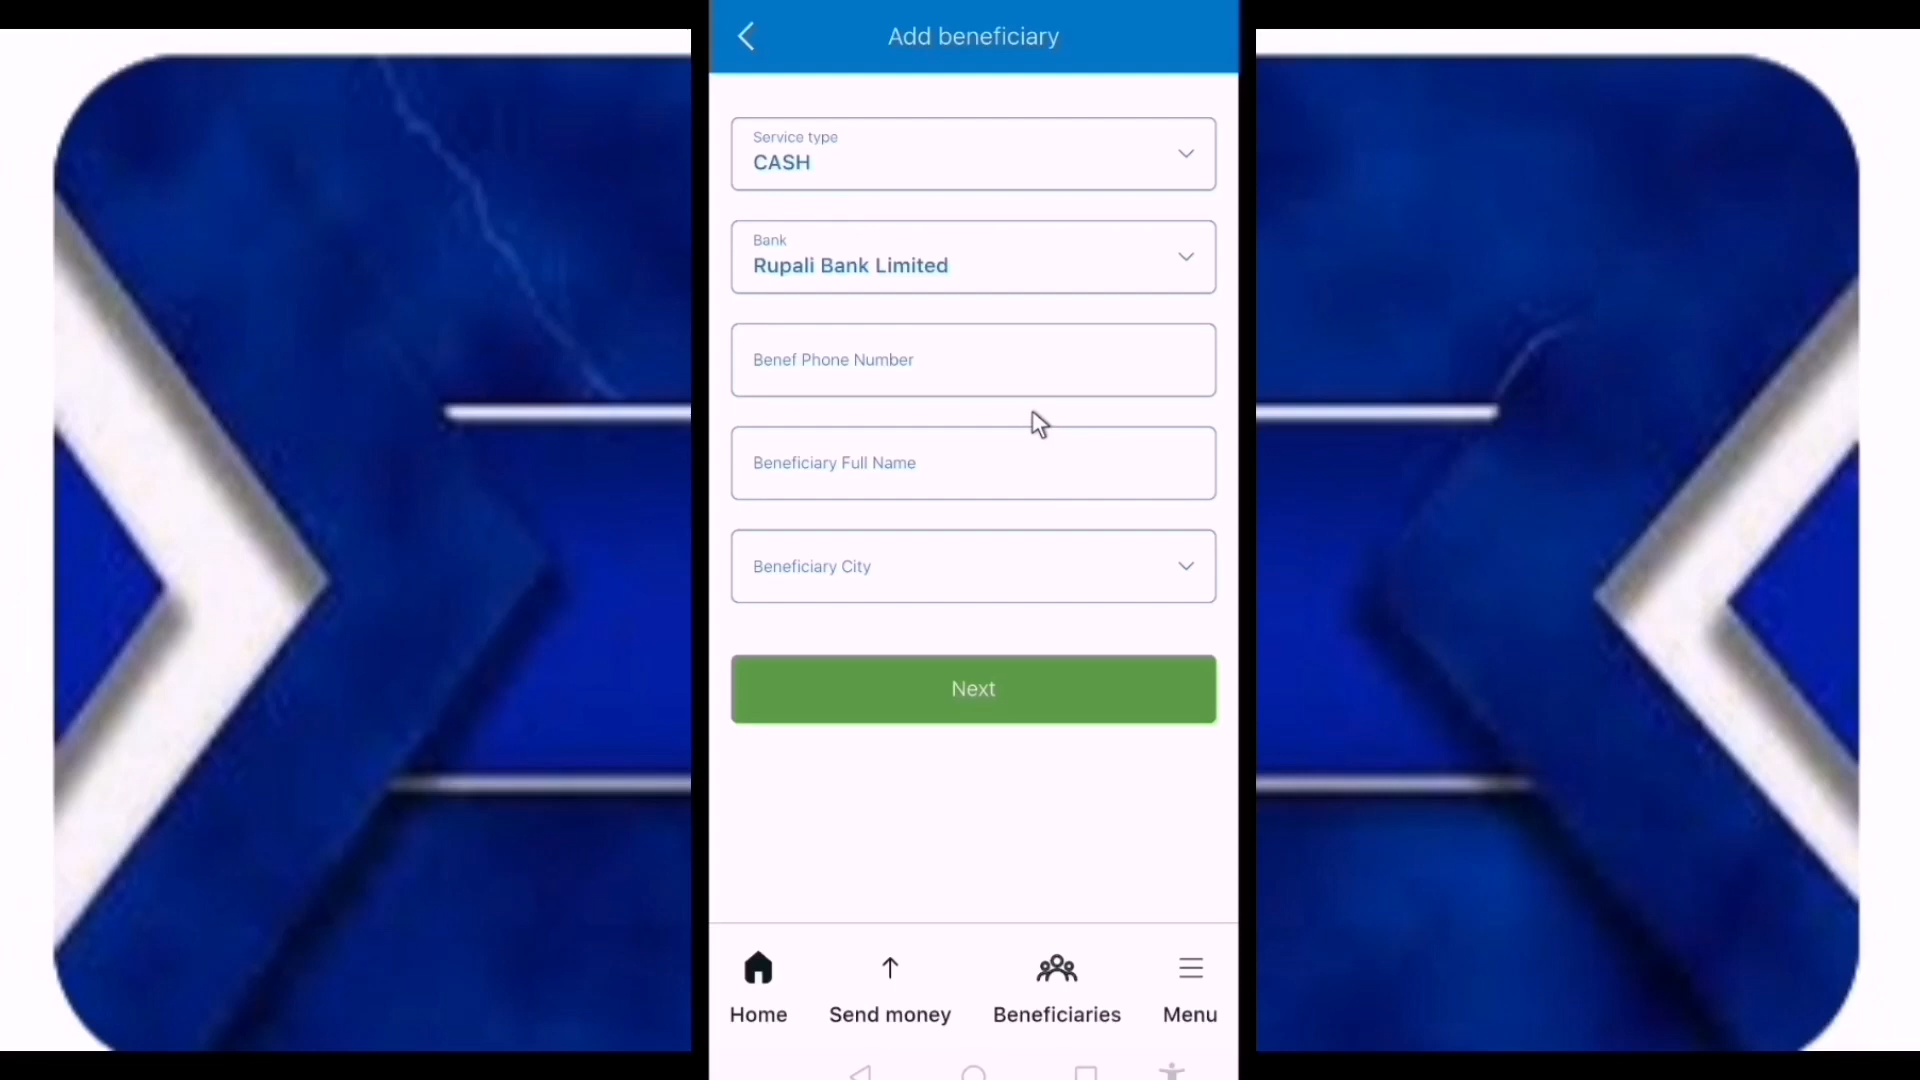 Add beneficiary
Service type
CASH
Bank
Rupali Bank Limited
Benef Phone Number
Beneficiary Full Name
Beneficiary City
Next
Home
Send money
Beneficiaries
Menu